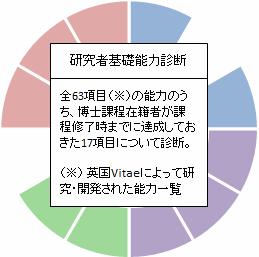 研究者基礎能力診断
全63項目(※)の能力のう
ち、博士課程在籍者が課
程修了時までに達成してお
きた17項目について診断。
(※) 英国Vitaeによって研
究・開発された能力一覧